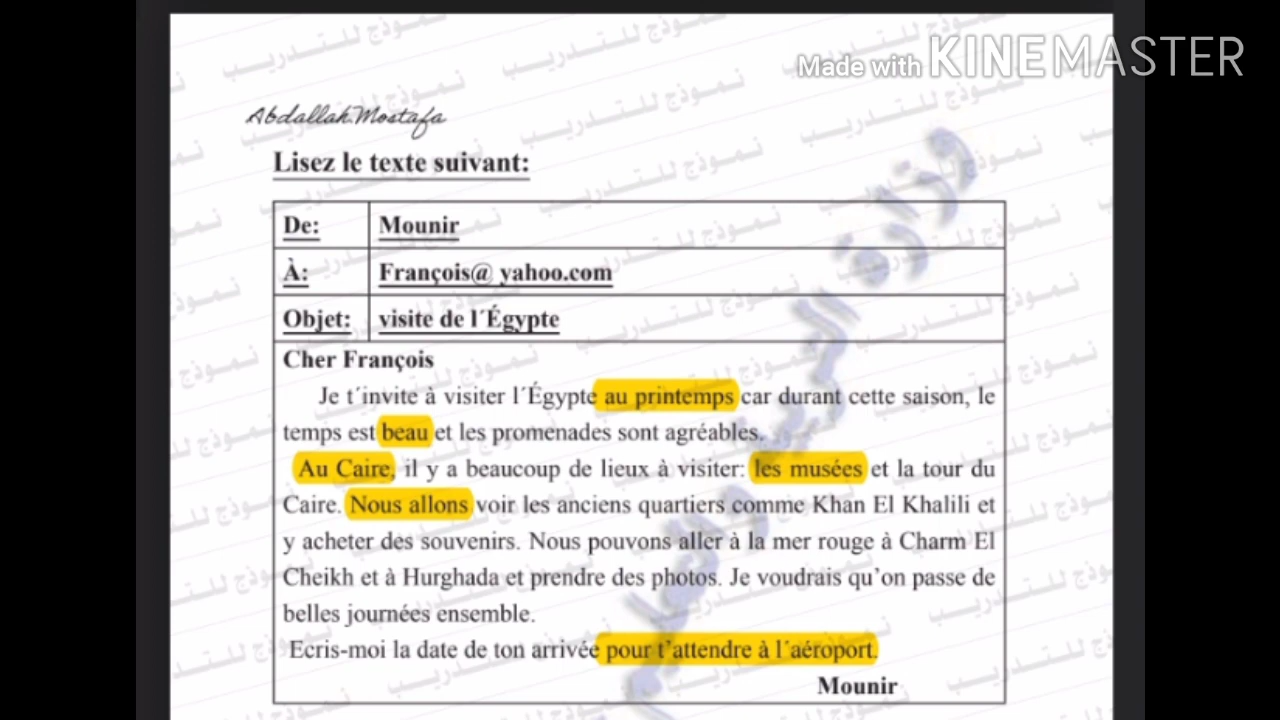 Made with KINEMASTER
Abdallah.Mostafa
Lisez le texte suivant:
De: Mounir
À: François@ yahoo.com
Objet: visite de l´Égypte
Cher François
Je t´invite à visiter l´Égypte au printemps car durant cette saison, le
temps est beau et les promenades sont agréables.
Au Caire, il y a beaucoup de lieux à visiter: les musées et la tour du
Caire. Nous allons voir les anciens quartiers comme Khan El Khalili et
y acheter des souvenirs. Nous pouvons aller à la mer rouge à Charm El
Cheikh et à Hurghada et prendre des photos. Je voudrais qu’on passe de
belles journées ensemble.
Ecris-moi la date de ton arrivée pour t’attendre à l´aéroport.
Mounir
نموذج للتدريب